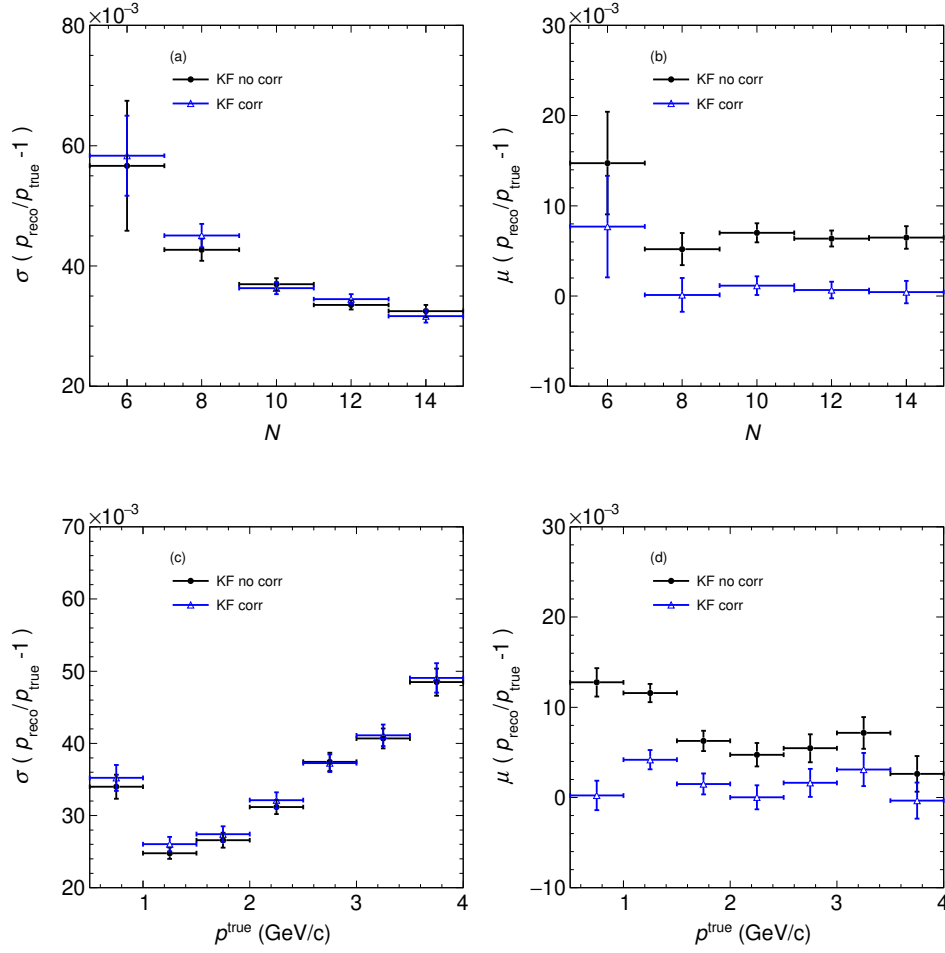 ×10⁻³
80
60
40
20
σ ( p_reco/p_true -1 )
(a)
KF no corr
KF corr
6 8 10 12 14
N
×10⁻³
30
20
10
0
−10
μ ( p_reco/p_true -1 )
(b)
KF no corr
KF corr
6 8 10 12 14
N
×10⁻³
70
60
50
40
30
20
σ ( p_reco/p_true -1 )
(c)
KF no corr
KF corr
1 2 3 4
p^true (GeV/c)
×10⁻³
30
20
10
0
−10
μ ( p_reco/p_true -1 )
(d)
KF no corr
KF corr
1 2 3 4
p^true (GeV/c)